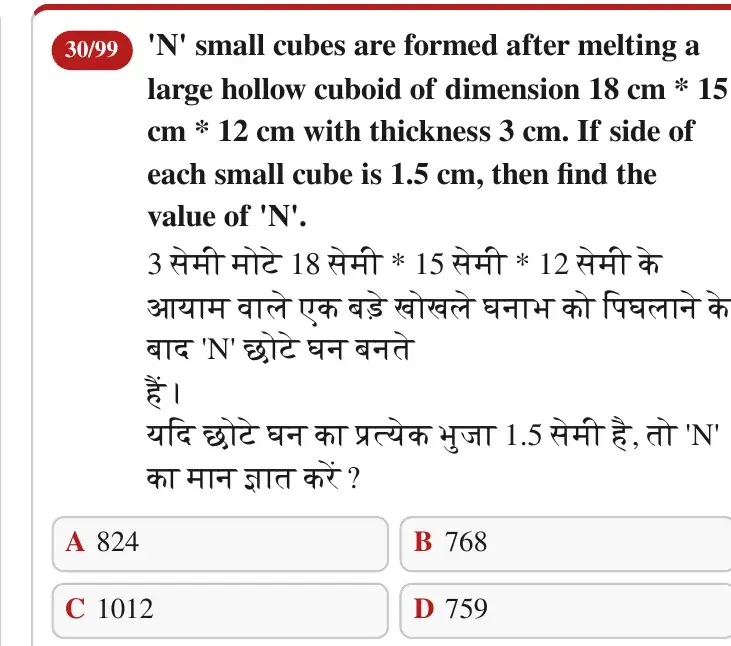 30/99 'N' small cubes are formed after melting a
large hollow cuboid of dimension 18 cm * 15
cm * 12 cm with thickness 3 cm. If side of
each small cube is 1.5 cm, then find the
value of 'N'.
3 सेमी मोटे 18 सेमी * 15 सेमी * 12 सेमी के
आयाम वाले एक बड़े खोखले घनाभ को पिघलाने के
बाद 'N' छोटे घन बनते
हैं।
यदि छोटे घन का प्रत्येक भुजा 1.5 सेमी है, तो 'N'
का मान ज्ञात करें ?
A 824 B 768
C 1012 D 759